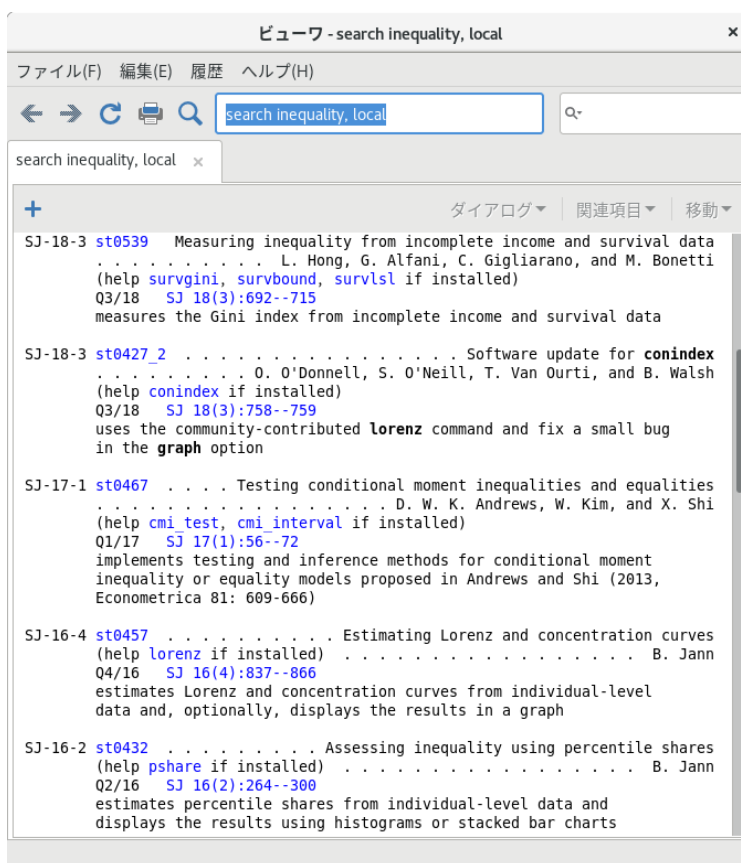 ビューワ - search inequality, local ×
ファイル(F) 編集(E) 履歴 ヘルプ(H)
search inequality, local
search inequality, local ×
+ ダイアログ▾ 関連項目▾ 移動▾
SJ-18-3 st0539 Measuring inequality from incomplete income and survival data
. . . . . . . . . . L. Hong, G. Alfani, C. Gigliarano, and M. Bonetti
(help survgini, survbound, survlsl if installed)
Q3/18 SJ 18(3):692--715
measures the Gini index from incomplete income and survival data
SJ-18-3 st0427_2 . . . . . . . . . . . . . . . . Software update for conindex
. . . . . . . . . O. O'Donnell, S. O'Neill, T. Van Ourti, and B. Walsh
(help conindex if installed)
Q3/18 SJ 18(3):758--759
uses the community-contributed lorenz command and fix a small bug
in the graph option
SJ-17-1 st0467 . . . . Testing conditional moment inequalities and equalities
. . . . . . . . . . . . . . . . . D. W. K. Andrews, W. Kim, and X. Shi
(help cmi_test, cmi_interval if installed)
Q1/17 SJ 17(1):56--72
implements testing and inference methods for conditional moment
inequality or equality models proposed in Andrews and Shi (2013,
Econometrica 81: 609-666)
SJ-16-4 st0457 . . . . . . . . . . Estimating Lorenz and concentration curves
(help lorenz if installed) . . . . . . . . . . . . . . . . . B. Jann
Q4/16 SJ 16(4):837--866
estimates Lorenz and concentration curves from individual-level
data and, optionally, displays the results in a graph
SJ-16-2 st0432 . . . . . . . . . Assessing inequality using percentile shares
(help pshare if installed) . . . . . . . . . . . . . . . . . B. Jann
Q2/16 SJ 16(2):264--300
estimates percentile shares from individual-level data and
displays the results using histograms or stacked bar charts